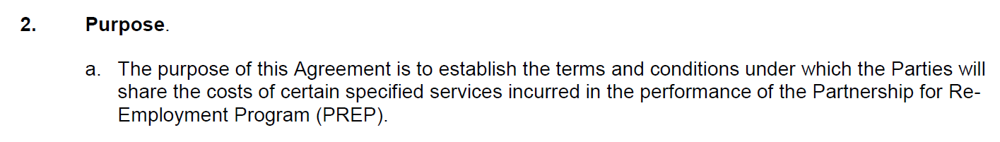 2. Purpose.
a. The purpose of this Agreement is to establish the terms and conditions under which the Parties will
share the costs of certain specified services incurred in the performance of the Partnership for Re-
Employment Program (PREP).